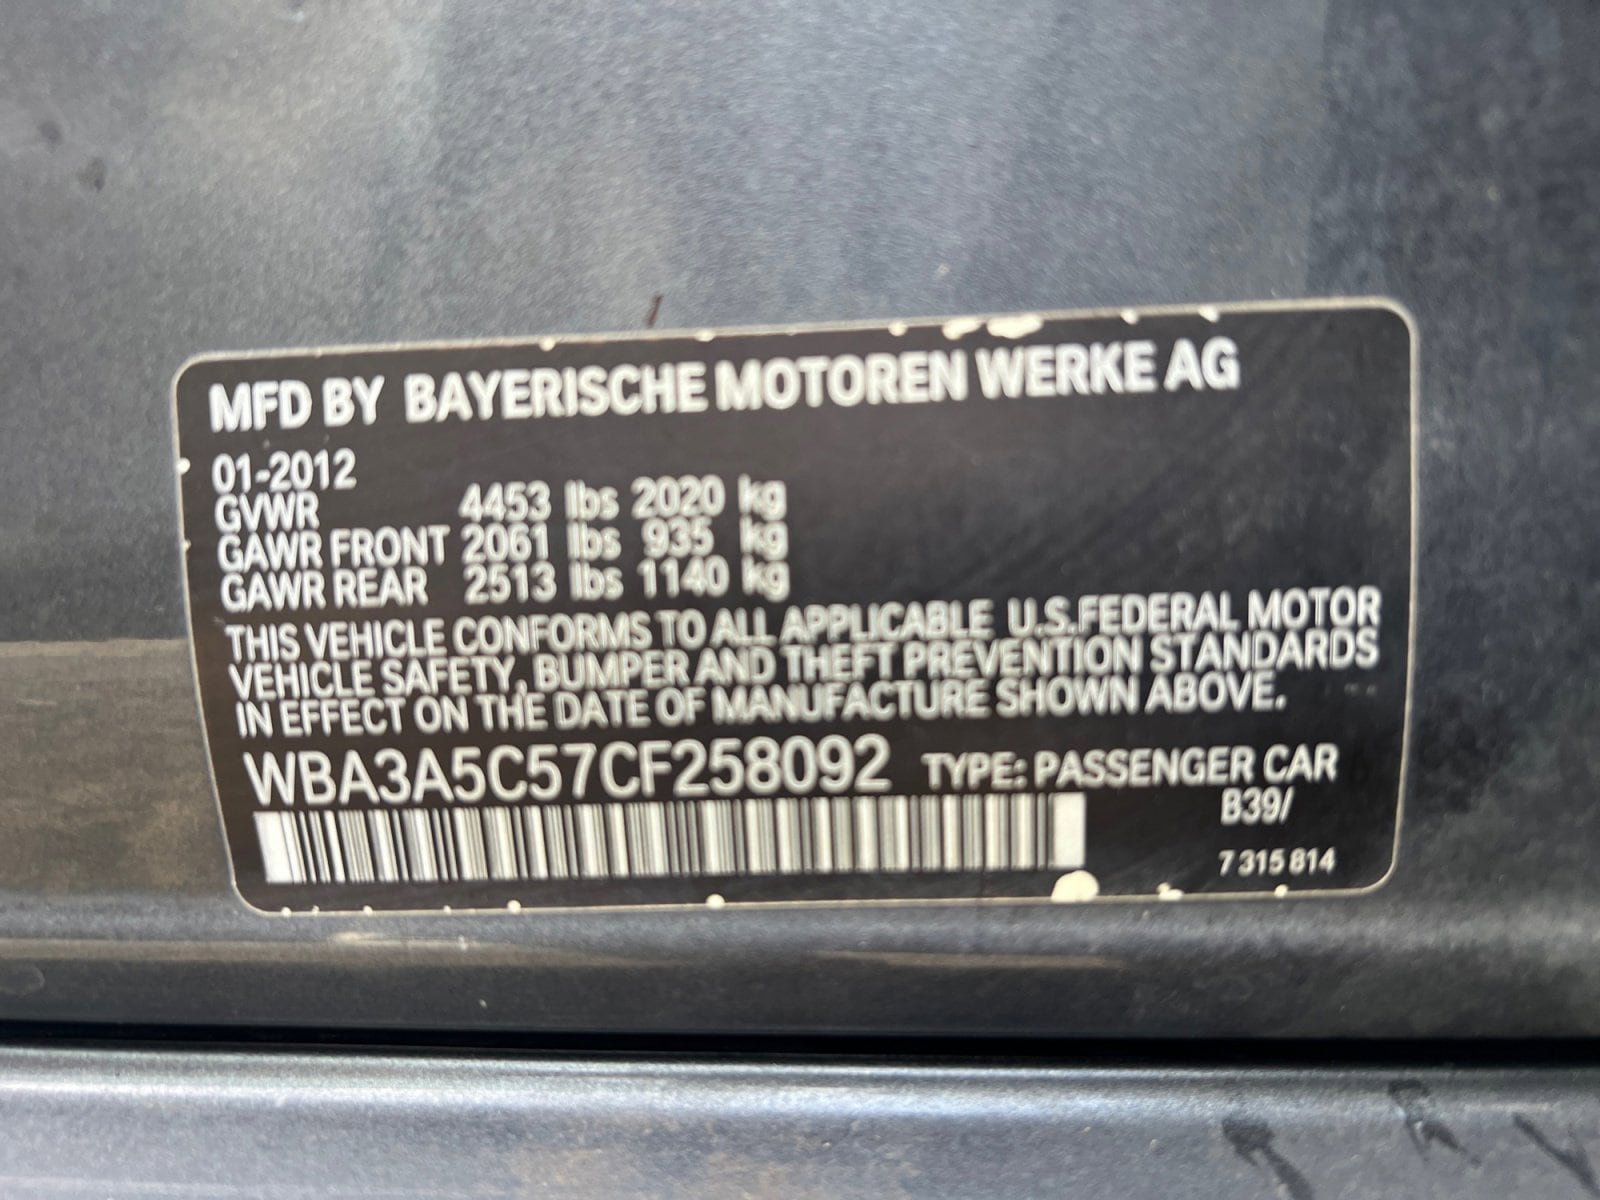 MFD BY BAYERISCHE MOTOREN WERKE AG
01-2012
GVWR 4453 lbs 2020 kg
GAWR FRONT 2061 lbs 935 kg
GAWR REAR 2513 lbs 1140 kg
THIS VEHICLE CONFORMS TO ALL APPLICABLE U.S.FEDERAL MOTOR
VEHICLE SAFETY, BUMPER AND THEFT PREVENTION STANDARDS
IN EFFECT ON THE DATE OF MANUFACTURE SHOWN ABOVE.
WBA3A5C57CF258092 TYPE: PASSENGER CAR
B39/
7 315 814